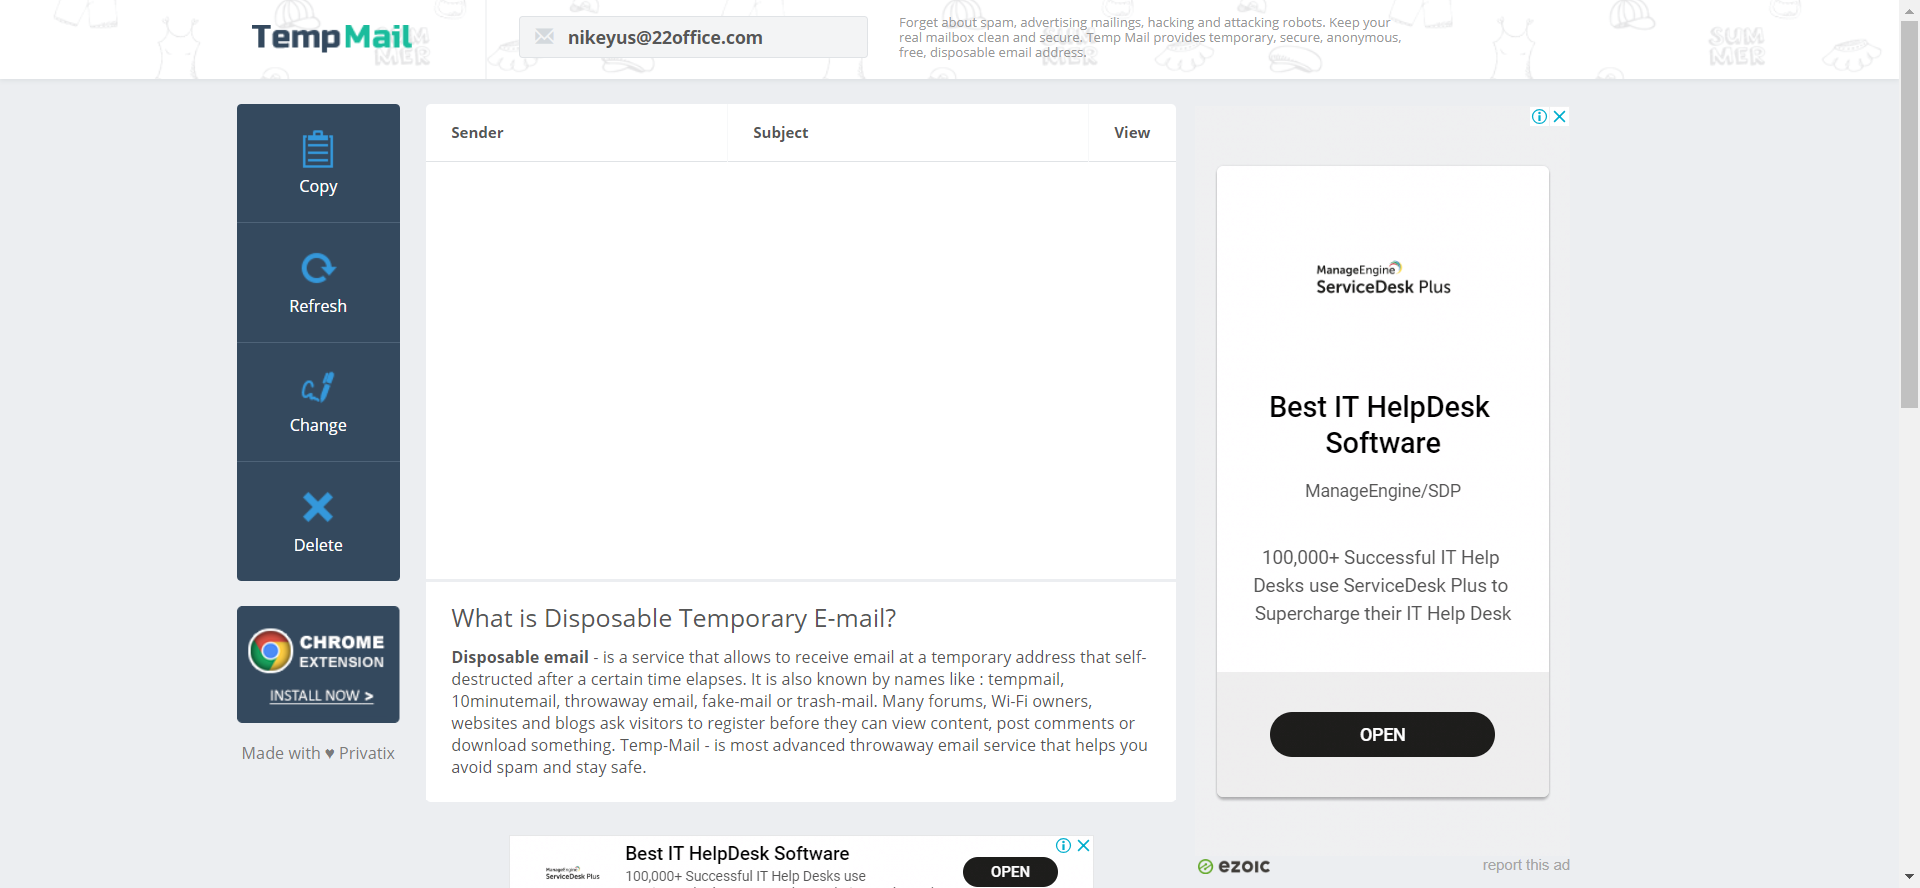 TempMail
nikeyus@22office.com
Forget about spam, advertising mailings, hacking and attacking robots. Keep your
real mailbox clean and secure. Temp Mail provides temporary, secure, anonymous,
free, disposable email address.
SUM
MER
Copy
Refresh
Change
Delete
CHROME
EXTENSION
INSTALL NOW >
Made with ♥ Privatix
Sender Subject View
What is Disposable Temporary E-mail?
Disposable email - is a service that allows to receive email at a temporary address that self-
destructed after a certain time elapses. It is also known by names like : tempmail,
10minutemail, throwaway email, fake-mail or trash-mail. Many forums, Wi-Fi owners,
websites and blogs ask visitors to register before they can view content, post comments or
download something. Temp-Mail - is most advanced throwaway email service that helps you
avoid spam and stay safe.
ManageEngine
ServiceDesk Plus
Best IT HelpDesk Software
100,000+ Successful IT Help Desks use
OPEN
ManageEngine
ServiceDesk Plus
Best IT HelpDesk
Software
ManageEngine/SDP
100,000+ Successful IT Help
Desks use ServiceDesk Plus to
Supercharge their IT Help Desk
OPEN
ezoic
report this ad